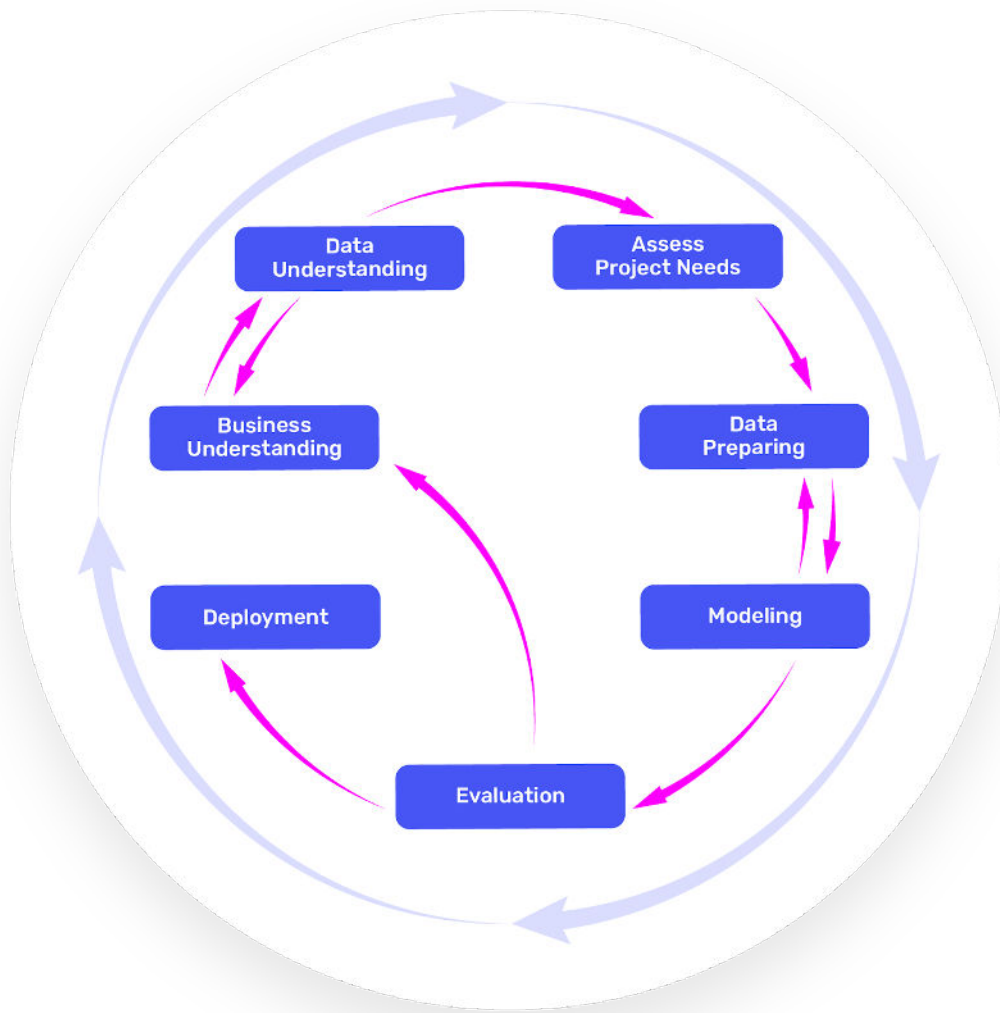 Data
Understanding
Assess
Project Needs
Business
Understanding
Data
Preparing
Deployment
Modeling
Evaluation